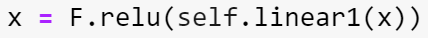 x = F.relu(self.linear1(x))